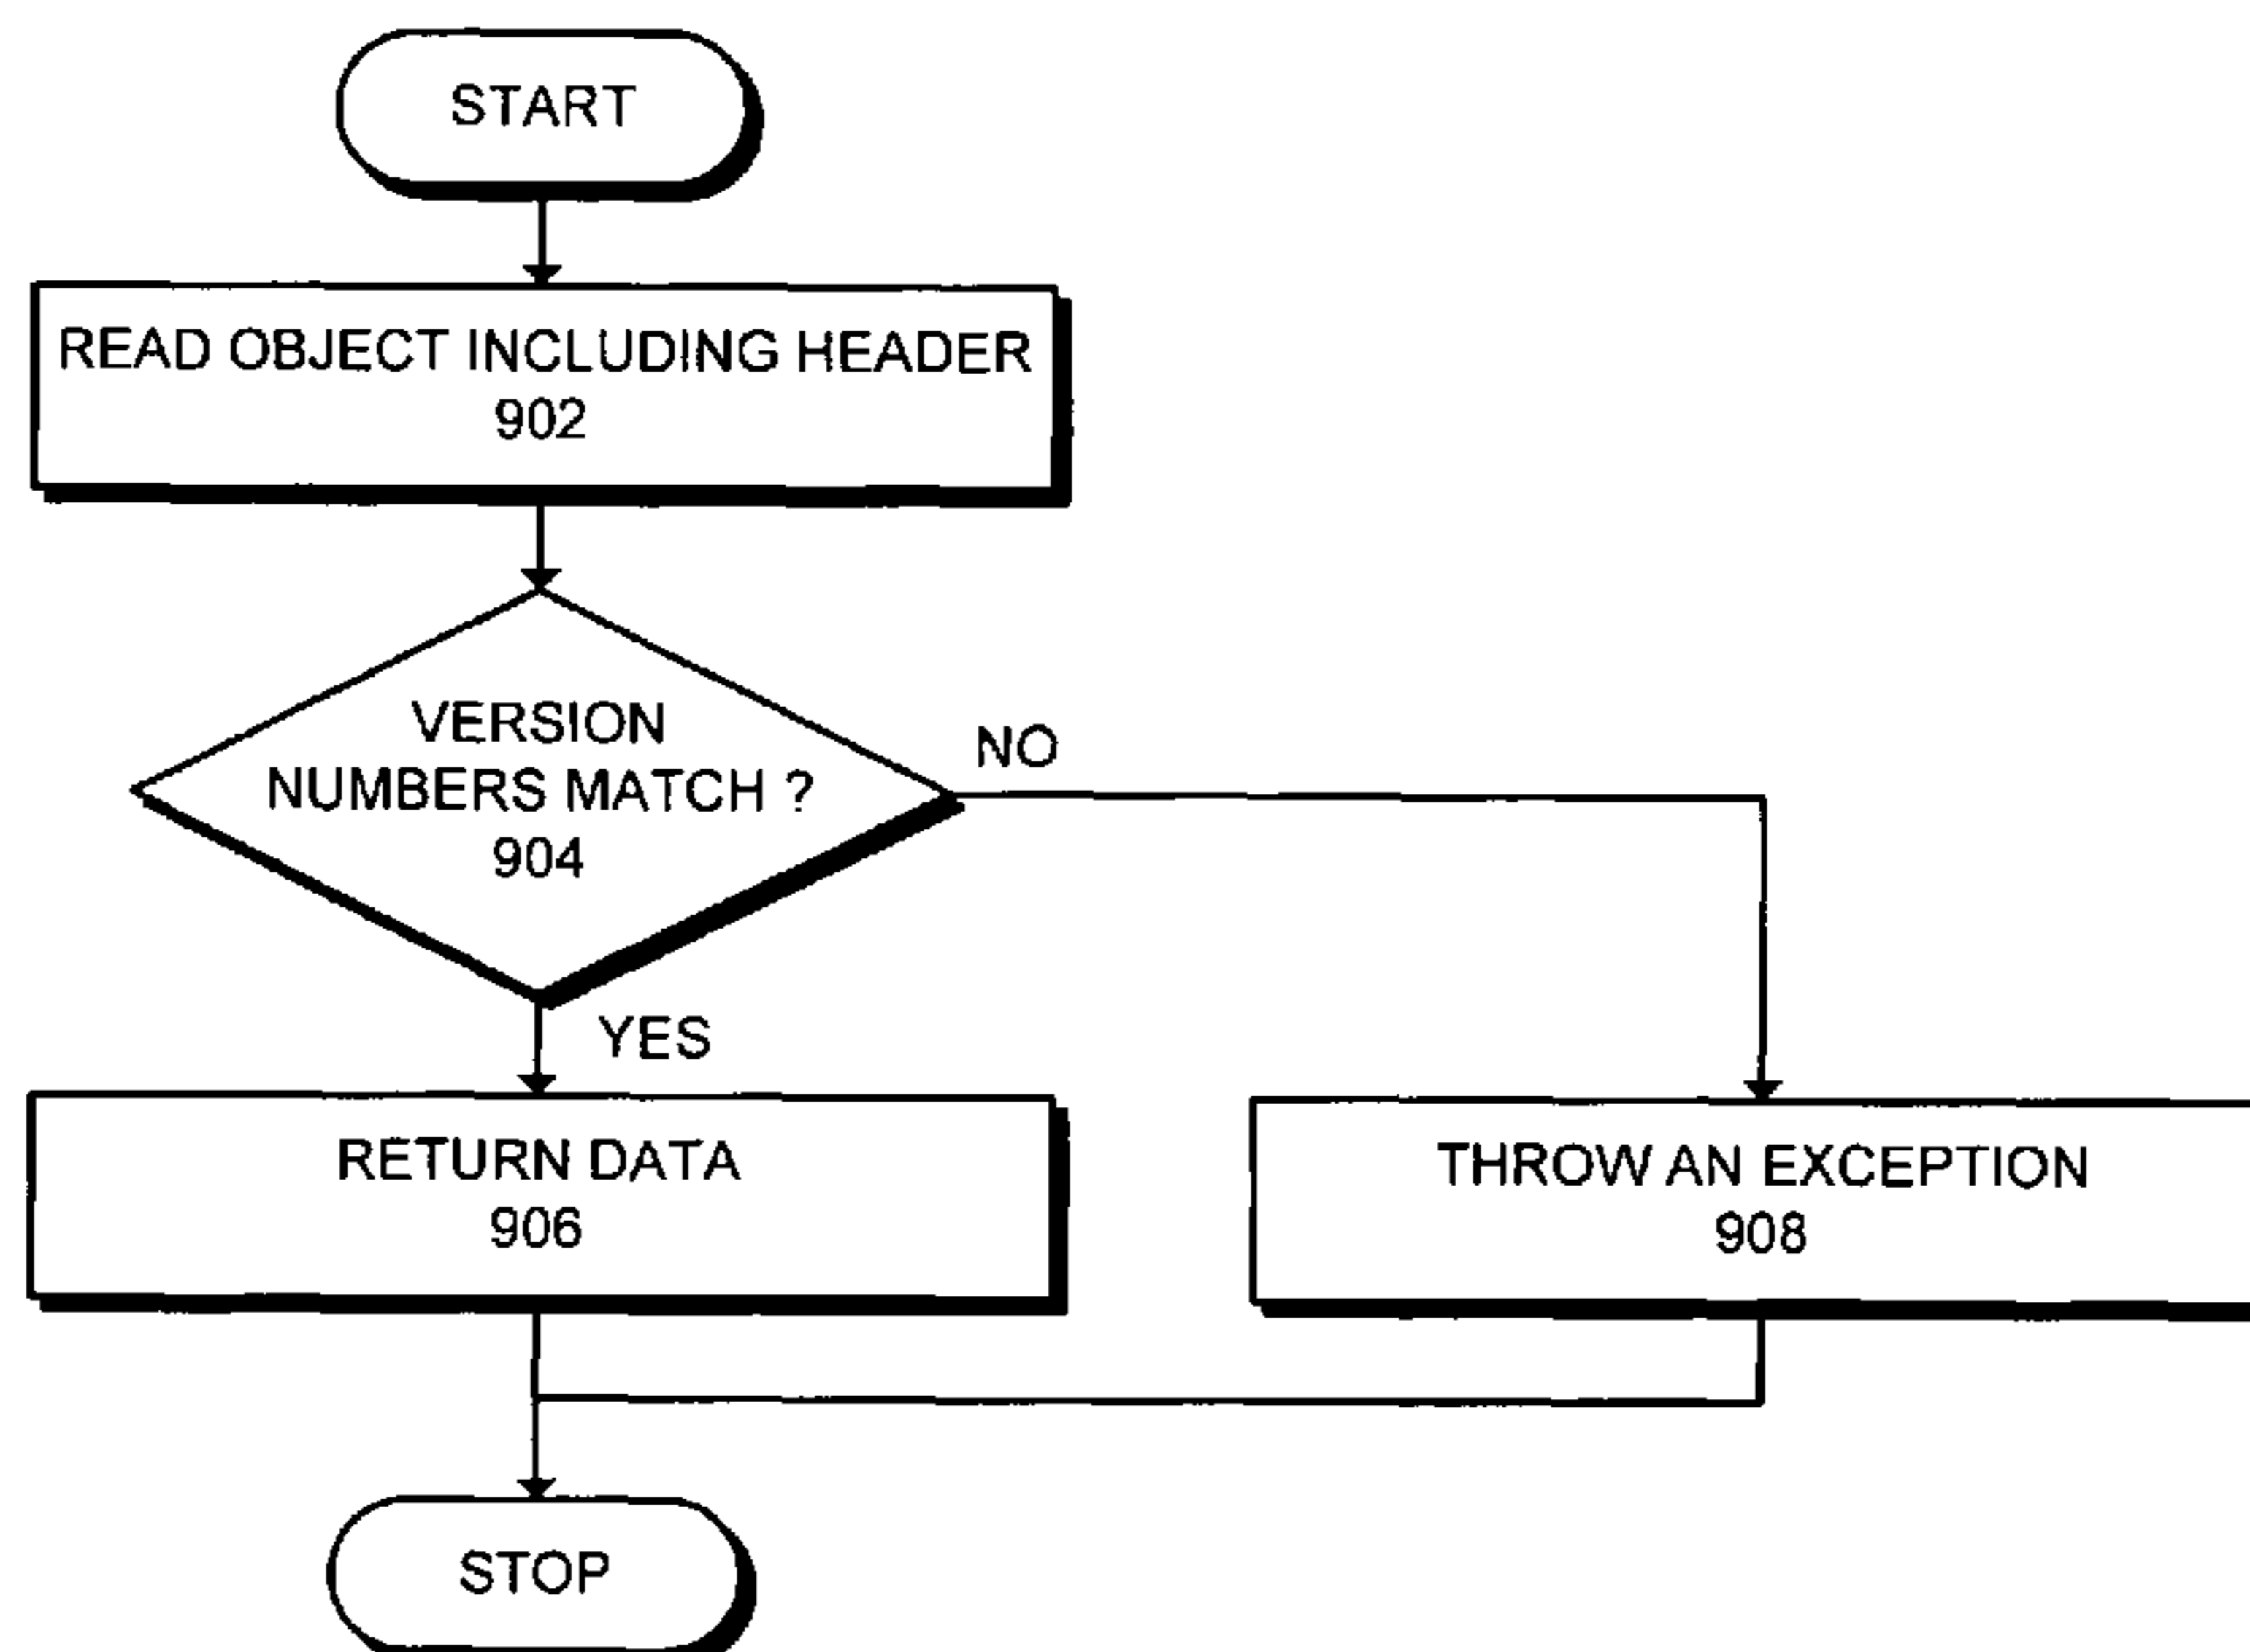 START
READ OBJECT INCLUDING HEADER
902
VERSION
NUMBERS MATCH ?
904
NO
YES
RETURN DATA
906
THROW AN EXCEPTION
908
STOP